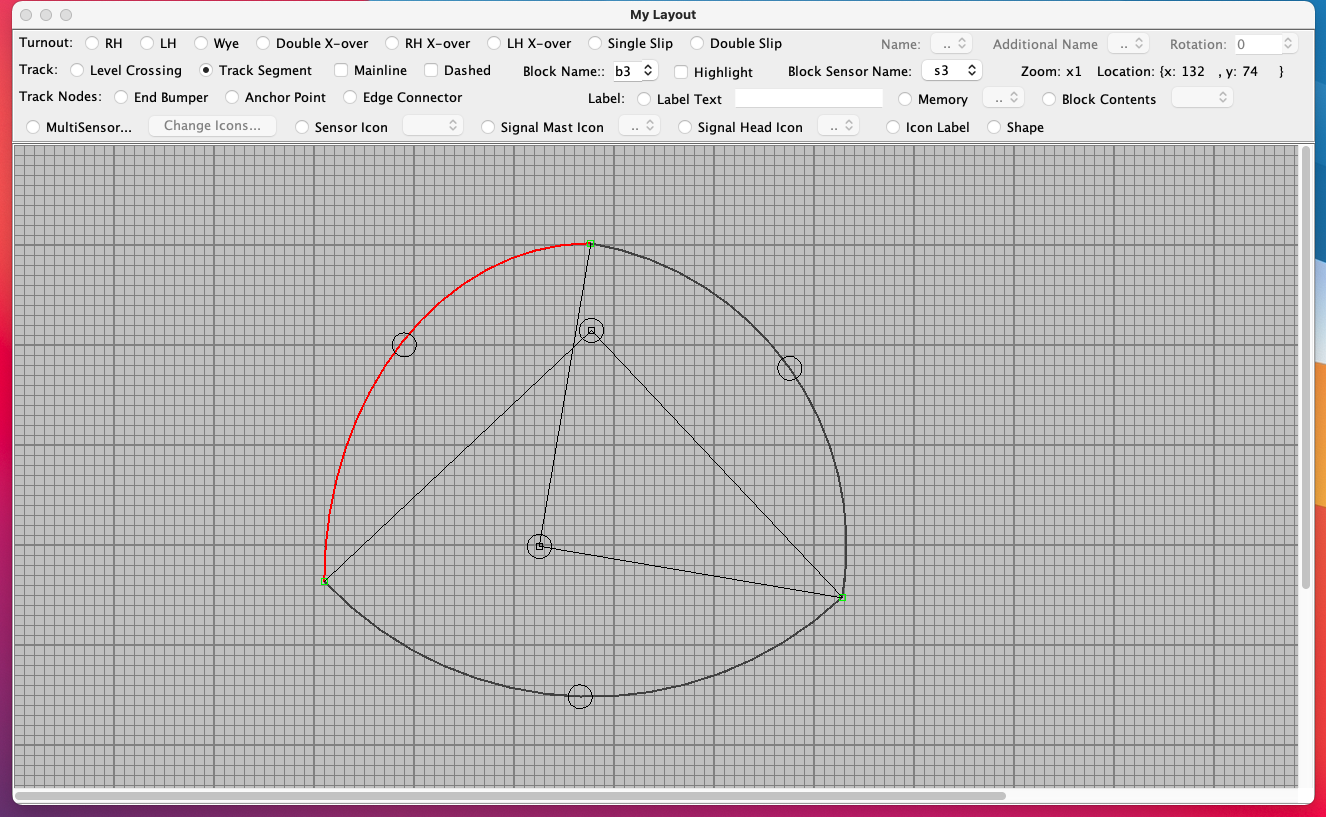 My Layout
Turnout: RH LH Wye Double X-over RH X-over LH X-over Single Slip Double Slip Name: .. Additional Name .. Rotation: 0
Track: Level Crossing Track Segment Mainline Dashed Block Name:: b3 Highlight Block Sensor Name: s3 Zoom: x1 Location: {x: 132 , y: 74 }
Track Nodes: End Bumper Anchor Point Edge Connector Label: Label Text Memory .. Block Contents
MultiSensor... Change Icons... Sensor Icon Signal Mast Icon .. Signal Head Icon .. Icon Label Shape